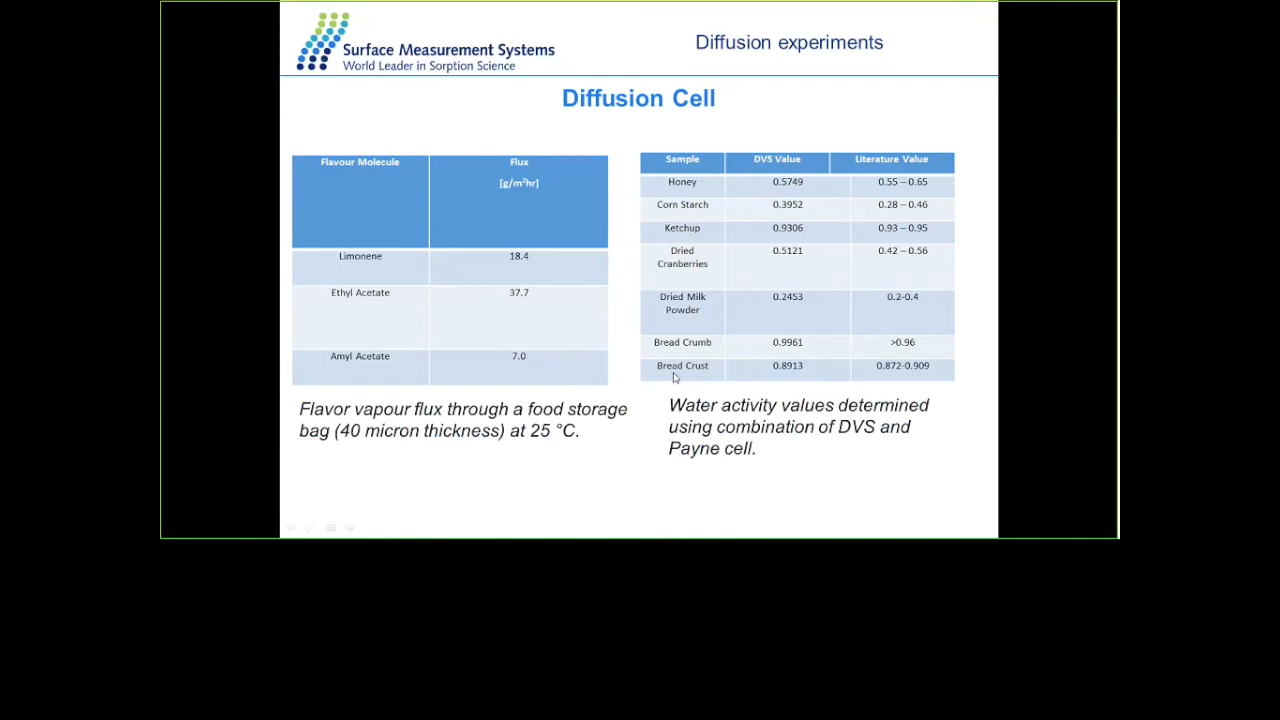 Surface Measurement Systems
World Leader in Sorption Science
Diffusion experiments
Diffusion Cell
Flavour Molecule Flux
[g/m²hr]
Limonene 18.4
Ethyl Acetate 37.7
Amyl Acetate 7.0
Flavor vapour flux through a food storage
bag (40 micron thickness) at 25 °C.
Sample DVS Value Literature Value
Honey 0.5749 0.55 – 0.65
Corn Starch 0.3952 0.28 – 0.46
Ketchup 0.9306 0.93 – 0.95
Dried 0.5121 0.42 – 0.56
Cranberries
Dried Milk 0.2453 0.2-0.4
Powder
Bread Crumb 0.9961 >0.96
Bread Crust 0.8913 0.872-0.909
Water activity values determined
using combination of DVS and
Payne cell.